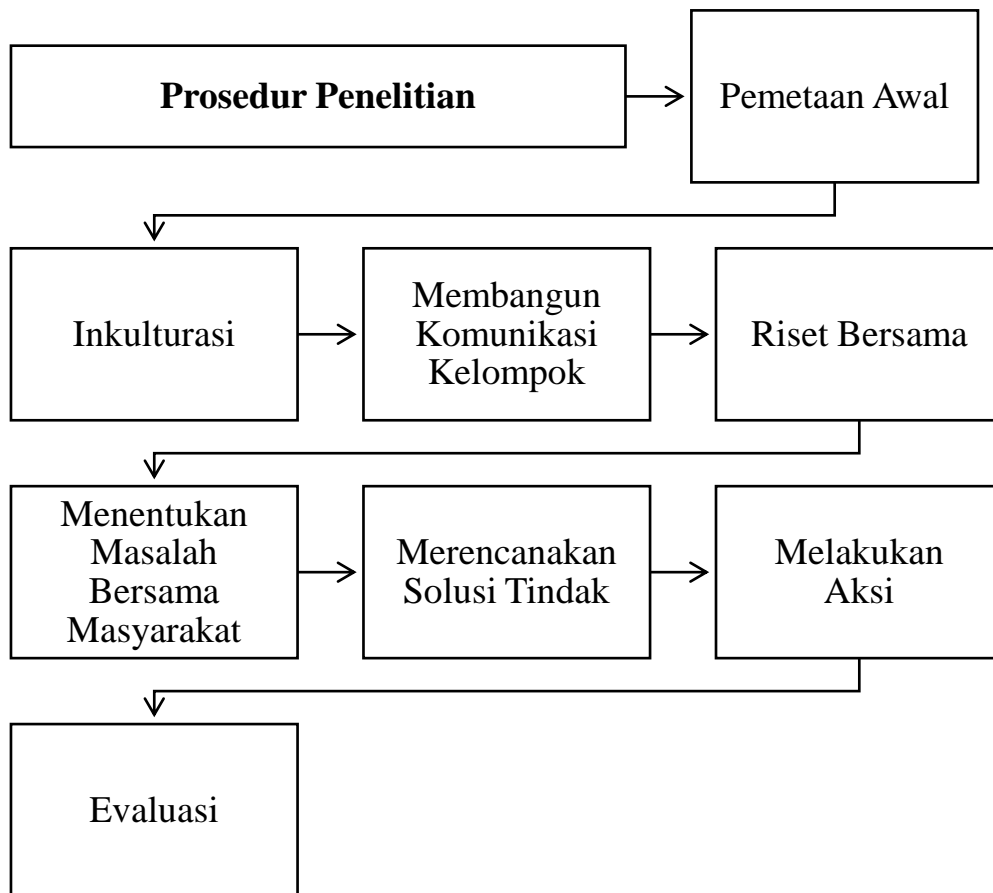 Prosedur Penelitian
Pemetaan Awal
Inkulturasi
Membangun
Komunikasi
Kelompok
Riset Bersama
Menentukan
Masalah
Bersama
Masyarakat
Merencanakan
Solusi Tindak
Melakukan
Aksi
Evaluasi